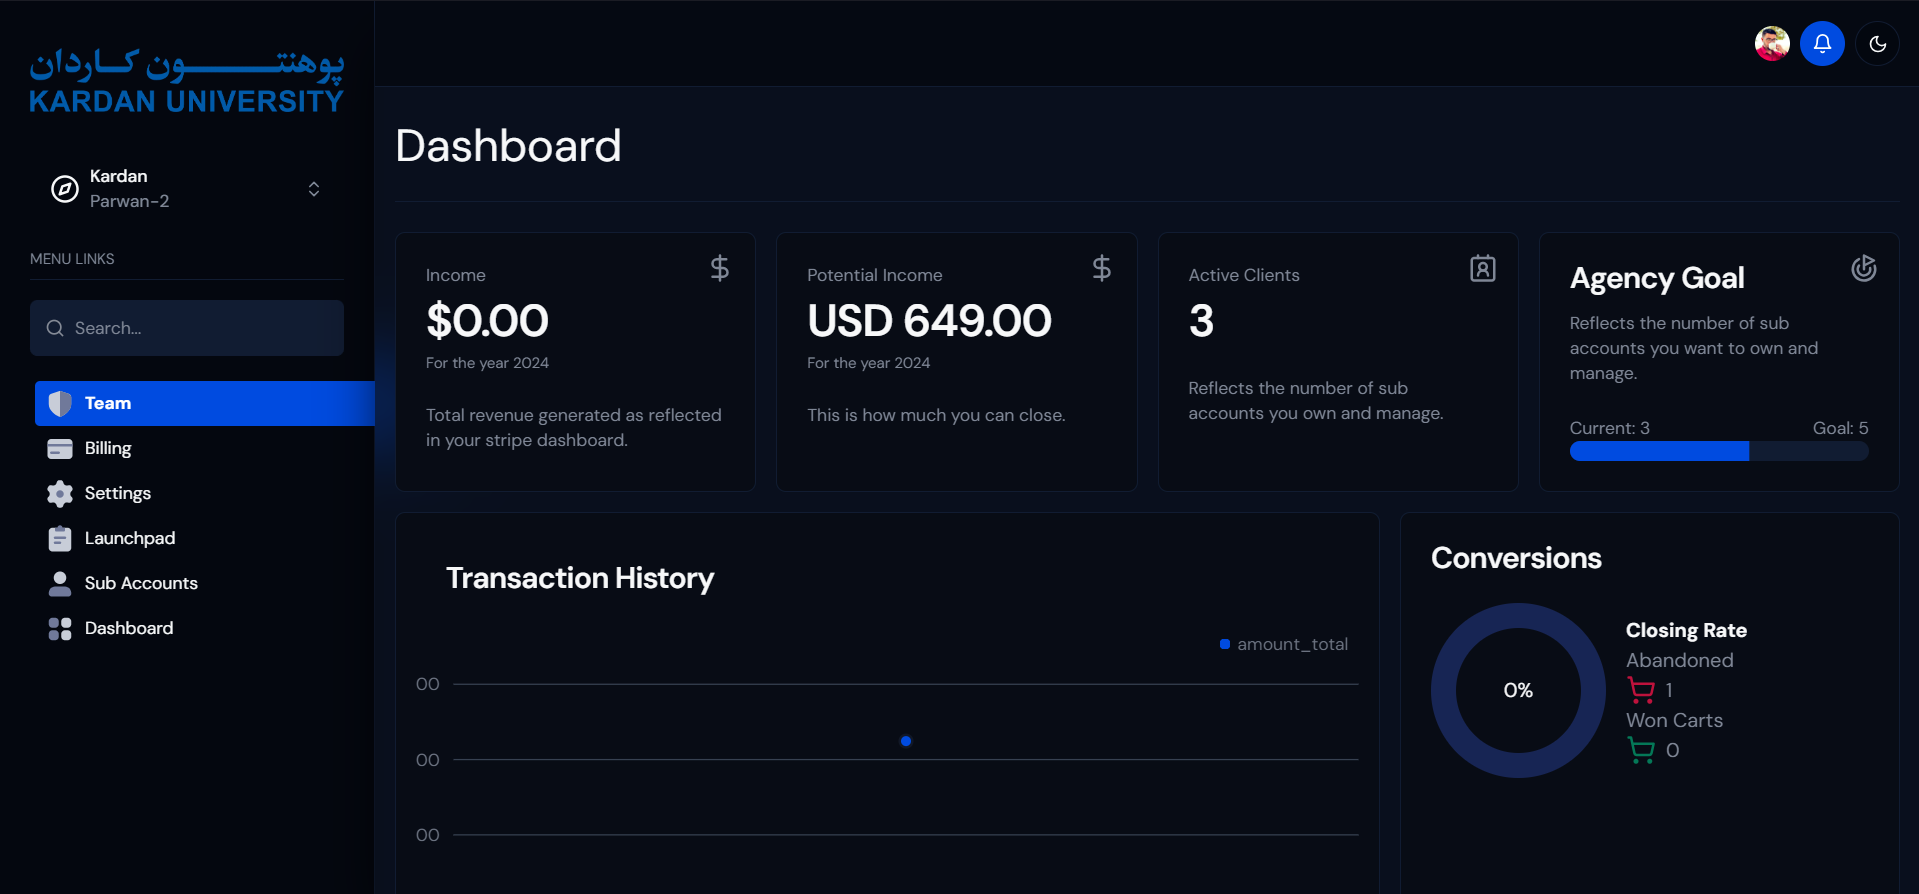 پوهنتــــــون کـــاردان
KARDAN UNIVERSITY
Kardan
Parwan-2
MENU LINKS
Search...
Team
Billing
Settings
Launchpad
Sub Accounts
Dashboard
Dashboard
Income
$0.00
For the year 2024
Total revenue generated as reflected
in your stripe dashboard.
Potential Income
USD 649.00
For the year 2024
This is how much you can close.
Active Clients
3
Reflects the number of sub
accounts you own and manage.
Agency Goal
Reflects the number of sub
accounts you want to own and
manage.
Current: 3
Goal: 5
Transaction History
amount_total
00
00
00
Conversions
0%
Closing Rate
Abandoned
1
Won Carts
0